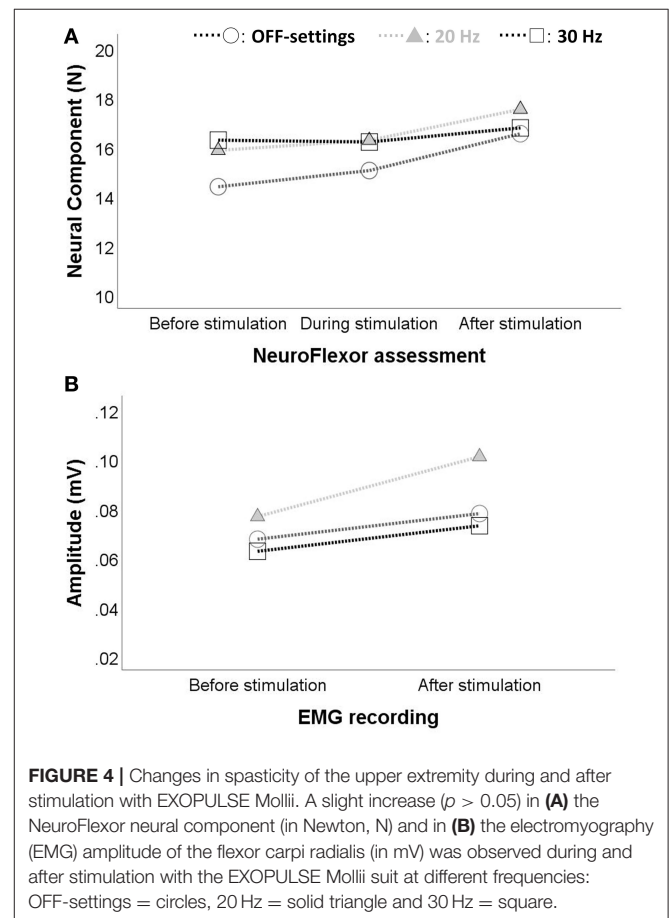 A
OFF-settings : 20 Hz : 30 Hz
20
18
16
14
12
10
Neural Component (N)
Before stimulation During stimulation After stimulation
NeuroFlexor assessment
B
.12
.10
.08
.06
.04
.02
Amplitude (mV)
Before stimulation After stimulation
EMG recording
FIGURE 4 | Changes in spasticity of the upper extremity during and after
stimulation with EXOPULSE Mollii. A slight increase (p > 0.05) in (A) the
NeuroFlexor neural component (in Newton, N) and in (B) the electromyography
(EMG) amplitude of the flexor carpi radialis (in mV) was observed during and
after stimulation with the EXOPULSE Mollii suit at different frequencies:
OFF-settings = circles, 20 Hz = solid triangle and 30 Hz = square.